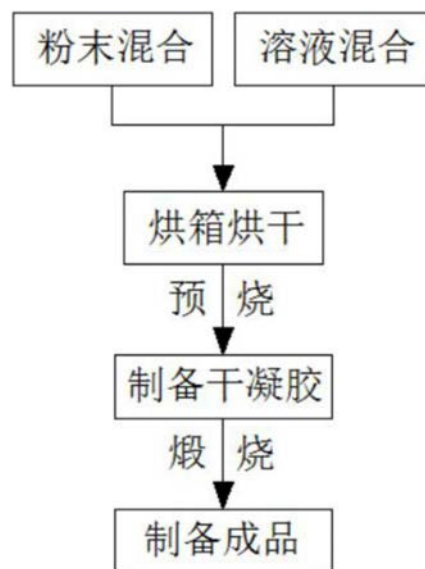 粉末混合
溶液混合
烘箱烘干
预 烧
制备干凝胶
煅 烧
制备成品